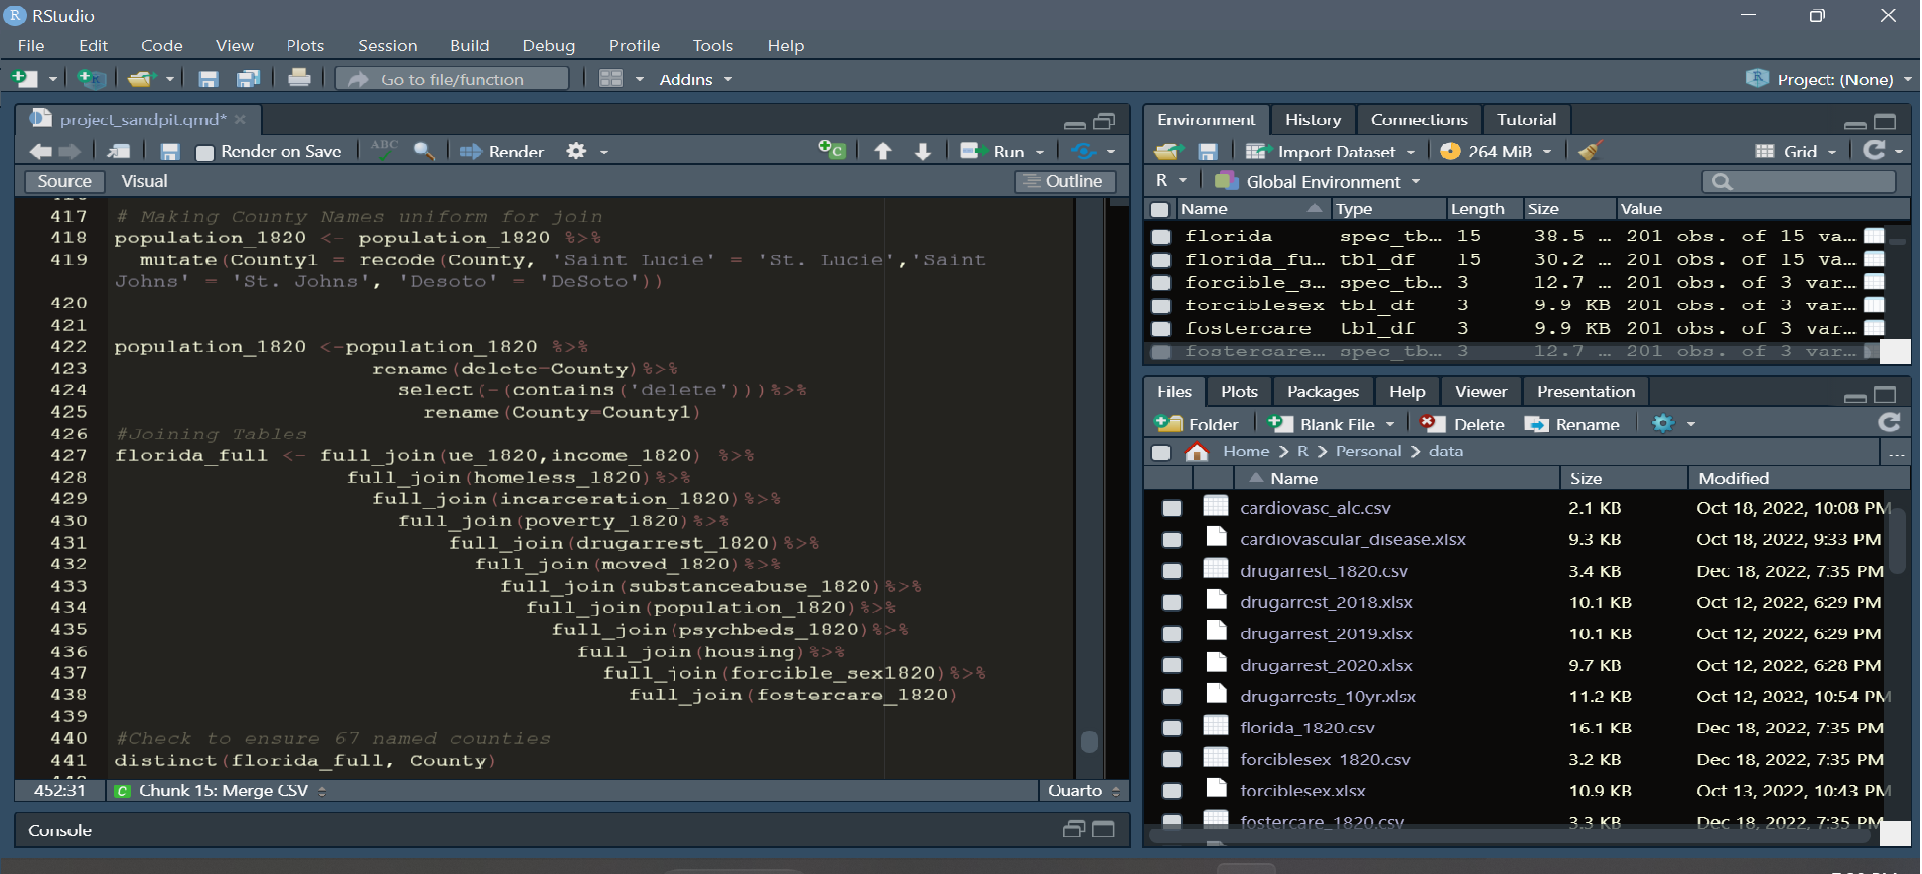 RStudio
File Edit Code View Plots Session Build Debug Profile Tools Help
Go to file/function Addins Project: (None)
project_sandpit.qmd*
Render on Save ABC Render Run
Source Visual Outline
417 # Making County Names uniform for join
418 population_1820 <- population_1820 %>%
419 mutate(County1 = recode(County, 'Saint Lucie' = 'St. Lucie','Saint
Johns' = 'St. Johns', 'Desoto' = 'DeSoto'))
420
421
422 population_1820 <-population_1820 %>%
423 rename(delete=County)%>%
424 select(-(contains('delete')))%>%
425 rename(County=County1)
426 #Joining Tables
427 florida_full <- full_join(ue_1820,income_1820) %>%
428 full_join(homeless_1820)%>%
429 full_join(incarceration_1820)%>%
430 full_join(poverty_1820)%>%
431 full_join(drugarrest_1820)%>%
432 full_join(moved_1820)%>%
433 full_join(substanceabuse_1820)%>%
434 full_join(population_1820)%>%
435 full_join(psychbeds_1820)%>%
436 full_join(housing)%>%
437 full_join(forcible_sex1820)%>%
438 full_join(fostercare_1820)
439
440 #Check to ensure 67 named counties
441 distinct(florida_full, County)
452:31 C Chunk 15: Merge CSV Quarto
Console
Environment History Connections Tutorial
Import Dataset 264 MiB Grid
R Global Environment
Name Type Length Size Value
florida spec_tb... 15 38.5 ... 201 obs. of 15 va...
florida_fu... tbl_df 15 30.2 ... 201 obs. of 15 va...
forcible_s... spec_tb... 3 12.7 ... 201 obs. of 3 var...
forciblesex tbl_df 3 9.9 KB 201 obs. of 3 var...
fostercare tbl_df 3 9.9 KB 201 obs. of 3 var...
fostercare... spec_tb... 3 12.7 ... 201 obs. of 3 var...
Files Plots Packages Help Viewer Presentation
Folder Blank File Delete Rename
Home > R > Personal > data ...
Name Size Modified
cardiovasc_alc.csv 2.1 KB Oct 18, 2022, 10:08 PM
cardiovascular_disease.xlsx 9.3 KB Oct 18, 2022, 9:33 PM
drugarrest_1820.csv 3.4 KB Dec 18, 2022, 7:35 PM
drugarrest_2018.xlsx 10.1 KB Oct 12, 2022, 6:29 PM
drugarrest_2019.xlsx 10.1 KB Oct 12, 2022, 6:29 PM
drugarrest_2020.xlsx 9.7 KB Oct 12, 2022, 6:28 PM
drugarrests_10yr.xlsx 11.2 KB Oct 12, 2022, 10:54 PM
florida_1820.csv 16.1 KB Dec 18, 2022, 7:35 PM
forciblesex_1820.csv 3.2 KB Dec 18, 2022, 7:35 PM
forciblesex.xlsx 10.9 KB Oct 13, 2022, 10:43 PM
fostercare_1820.csv 3.3 KB Dec 18, 2022, 7:35 PM